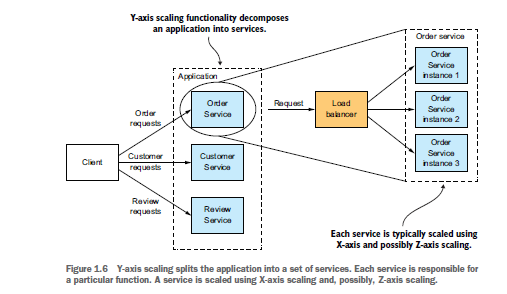 Y-axis scaling functionality decomposes
an application into services.
Order service
Application
Order
Service
instance 1
Order
Service
Request
Load
balancer
Order
Service
instance 2
Order
requests
Order
Service
instance 3
Client
Customer
requests
Customer
Service
Review
requests
Review
Service
Each service is typically scaled using
X-axis and possibly Z-axis scaling.
Figure 1.6 Y-axis scaling splits the application into a set of services. Each service is responsible for
a particular function. A service is scaled using X-axis scaling and, possibly, Z-axis scaling.